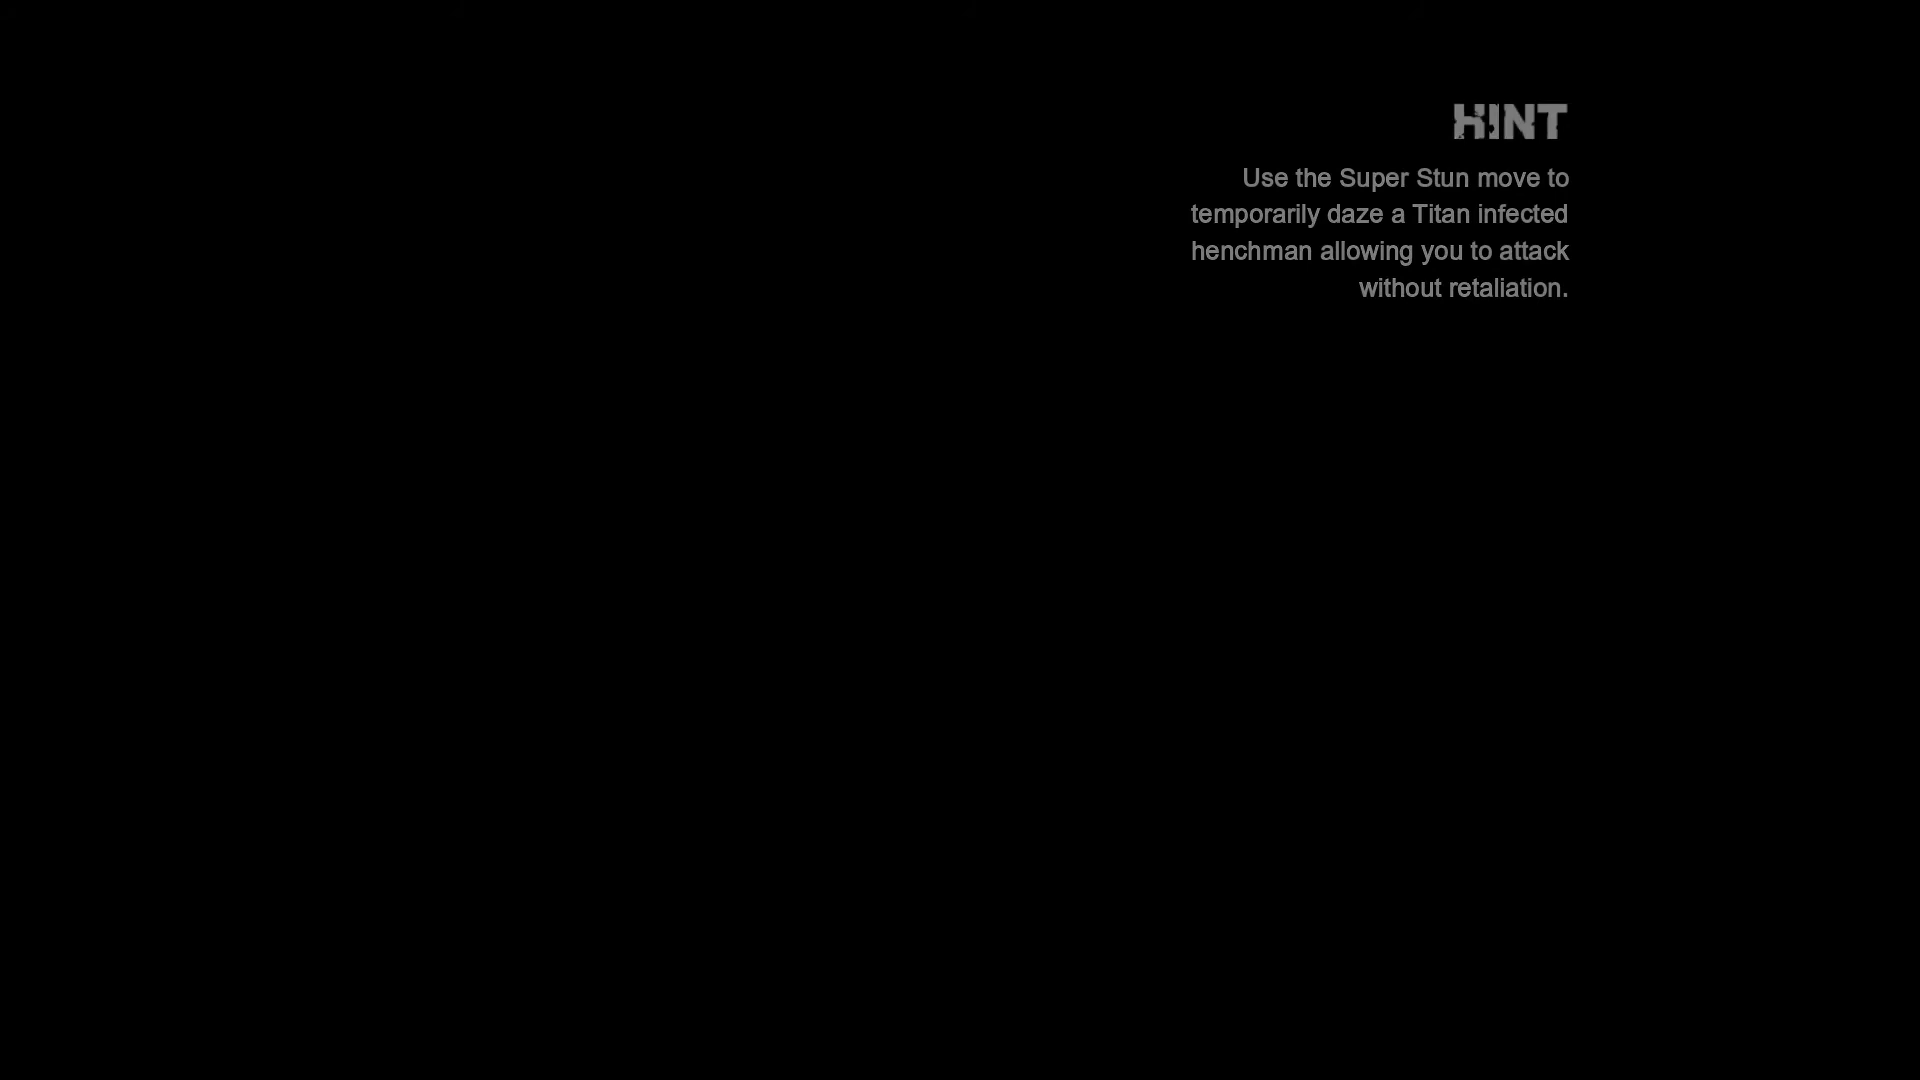 HINT
Use the Super Stun move to
temporarily daze a Titan infected
henchman allowing you to attack
without retaliation.